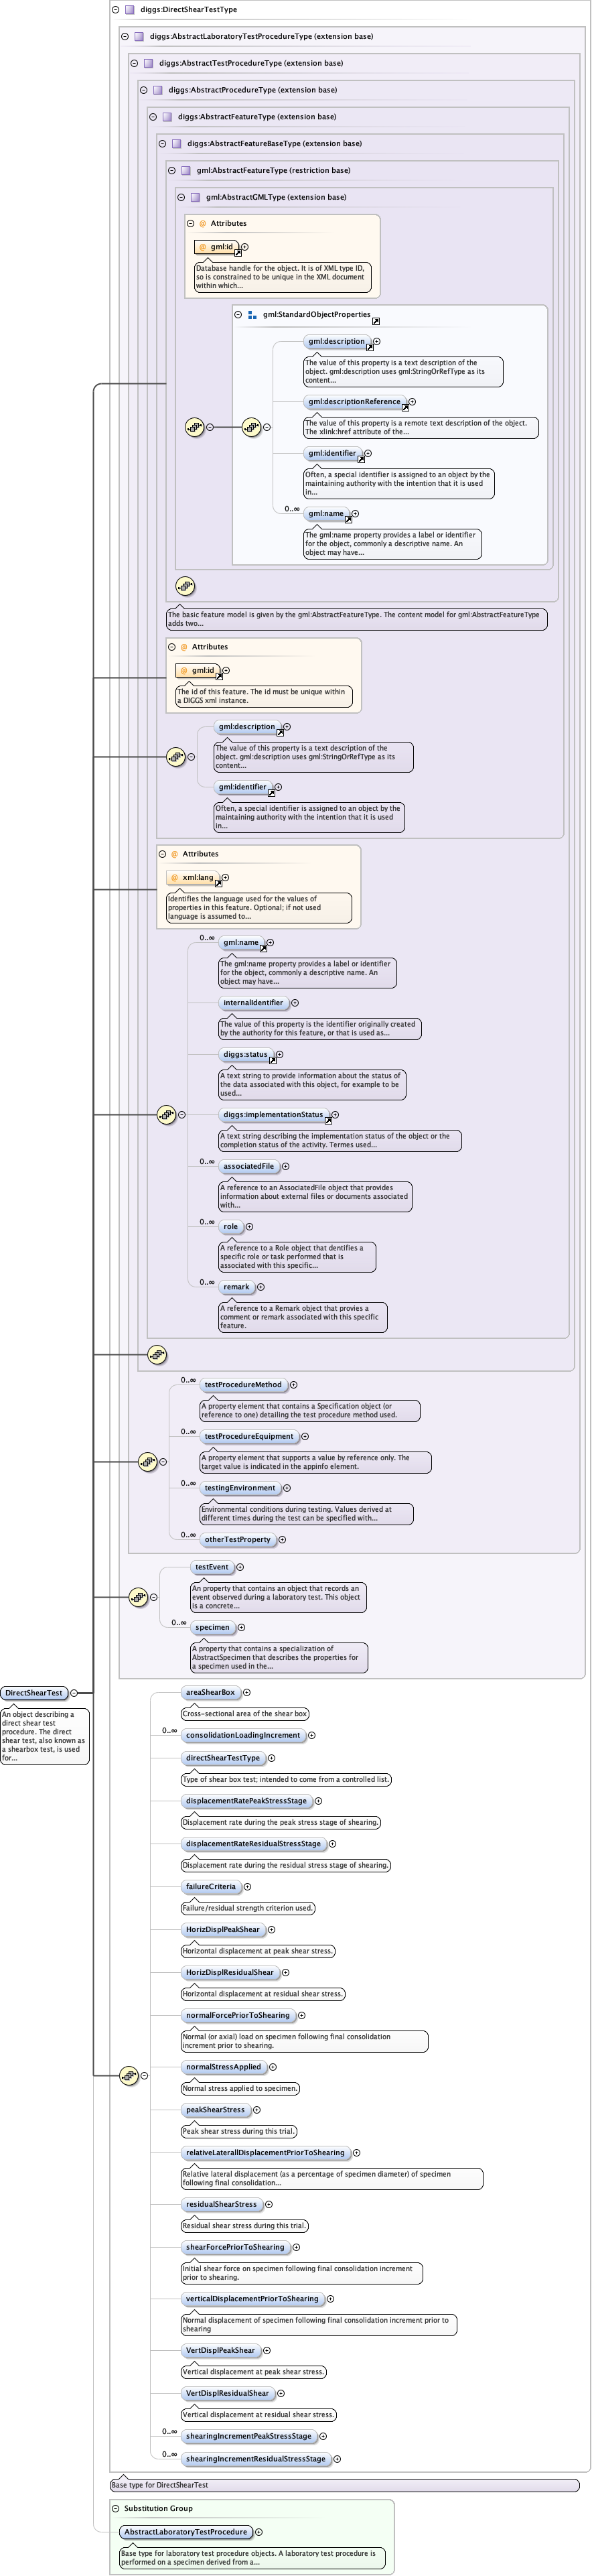 diggs:DirectShearTestType
diggs:AbstractLaboratoryTestProcedureType (extension base)
diggs:AbstractTestProcedureType (extension base)
diggs:AbstractProcedureType (extension base)
diggs:AbstractFeatureType (extension base)
diggs:AbstractFeatureBaseType (extension base)
gml:AbstractFeatureType (restriction base)
gml:AbstractGMLType (extension base)
@ Attributes
@ gml:id
Database handle for the object. It is of XML type ID,
so is constrained to be unique in the XML document
within which...
gml:StandardObjectProperties
gml:description
The value of this property is a text description of the
object. gml:description uses gml:StringOrRefType as its
content...
gml:descriptionReference
The value of this property is a remote text description of the object.
The xlink:href attribute of the...
gml:identifier
Often, a special identifier is assigned to an object by the
maintaining authority with the intention that it is used
in...
0..∞
gml:name
The gml:name property provides a label or identifier
for the object, commonly a descriptive name. An
object may have...
The basic feature model is given by the gml:AbstractFeatureType. The content model for gml:AbstractFeatureType
adds two...
@ Attributes
@ gml:id
The id of this feature. The id must be unique within
a DIGGS xml instance.
gml:description
The value of this property is a text description of the
object. gml:description uses gml:StringOrRefType as its
content...
gml:identifier
Often, a special identifier is assigned to an object by the
maintaining authority with the intention that it is used
in...
@ Attributes
@ xml:lang
Identifies the language used for the values of
properties in this feature. Optional; if not used
language is assumed to...
0..∞
gml:name
The gml:name property provides a label or identifier
for the object, commonly a descriptive name. An
object may have...
internalIdentifier
The value of this property is the identifier originally created
by the authority for this feature, or that is used as...
diggs:status
A text string to provide information about the status of
the data associated with this object, for example to be
used...
diggs:implementationStatus
A text string describing the implementation status of the object or the
completion status of the activity. Termes used...
0..∞
associatedFile
A reference to an AssociatedFile object that provides
information about external files or documents associated
with...
0..∞
role
A reference to a Role object that dentifies a
specific role or task performed that is
associated with this specific...
0..∞
remark
A reference to a Remark object that provies a
comment or remark associated with this specific
feature.
0..∞
testProcedureMethod
A property element that contains a Specification object (or
reference to one) detailing the test procedure method used.
0..∞
testProcedureEquipment
A property element that supports a value by reference only. The
target value is indicated in the appinfo element.
0..∞
testingEnvironment
Environmental conditions during testing. Values derived at
different times during the test can be specified with...
0..∞
otherTestProperty
testEvent
An property that contains an object that records an
event observed during a laboratory test. This object
is a concrete...
0..∞
specimen
A property that contains a specialization of
AbstractSpecimen that describes the properties for
a specimen used in the...
DirectShearTest
An object describing a
direct shear test
procedure. The direct
shear test, also known as
a shearbox test, is used
for...
areaShearBox
Cross-sectional area of the shear box
0..∞
consolidationLoadingIncrement
directShearTestType
Type of shear box test; intended to come from a controlled list.
displacementRatePeakStressStage
Displacement rate during the peak stress stage of shearing.
displacementRateResidualStressStage
Displacement rate during the residual stress stage of shearing.
failureCriteria
Failure/residual strength criterion used.
HorizDisplPeakShear
Horizontal displacement at peak shear stress.
HorizDisplResidualShear
Horizontal displacement at residual shear stress.
normalForcePriorToShearing
Normal (or axial) load on specimen following final consolidation
increment prior to shearing.
normalStressApplied
Normal stress applied to specimen.
peakShearStress
Peak shear stress during this trial.
relativeLaterallDisplacementPriorToShearing
Relative lateral displacement (as a percentage of specimen diameter) of specimen
following final consolidation...
residualShearStress
Residual shear stress during this trial.
shearForcePriorToShearing
Initial shear force on specimen following final consolidation increment
prior to shearing.
verticalDisplacementPriorToShearing
Normal displacement of specimen following final consolidation increment prior to
shearing
VertDisplPeakShear
Vertical displacement at peak shear stress.
VertDisplResidualShear
Vertical displacement at residual shear stress.
0..∞
shearingIncrementPeakStressStage
0..∞
shearingIncrementResidualStressStage
Base type for DirectShearTest
Substitution Group
AbstractLaboratoryTestProcedure
Base type for laboratory test procedure objects. A laboratory test procedure is
performed on a specimen derived from a...